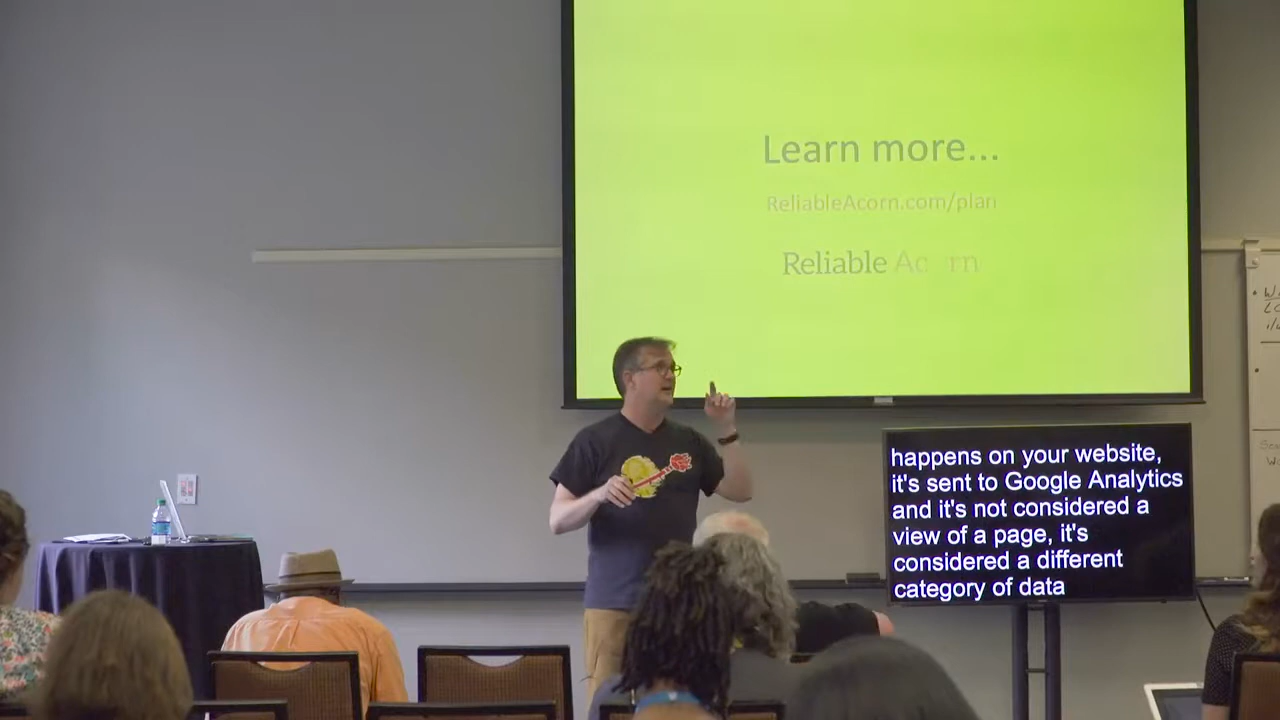 Learn more...
ReliableAcorn.com/plan
Reliable Acorn
happens on your website,
it's sent to Google Analytics
and it's not considered a
view of a page, it's
considered a different
category of data